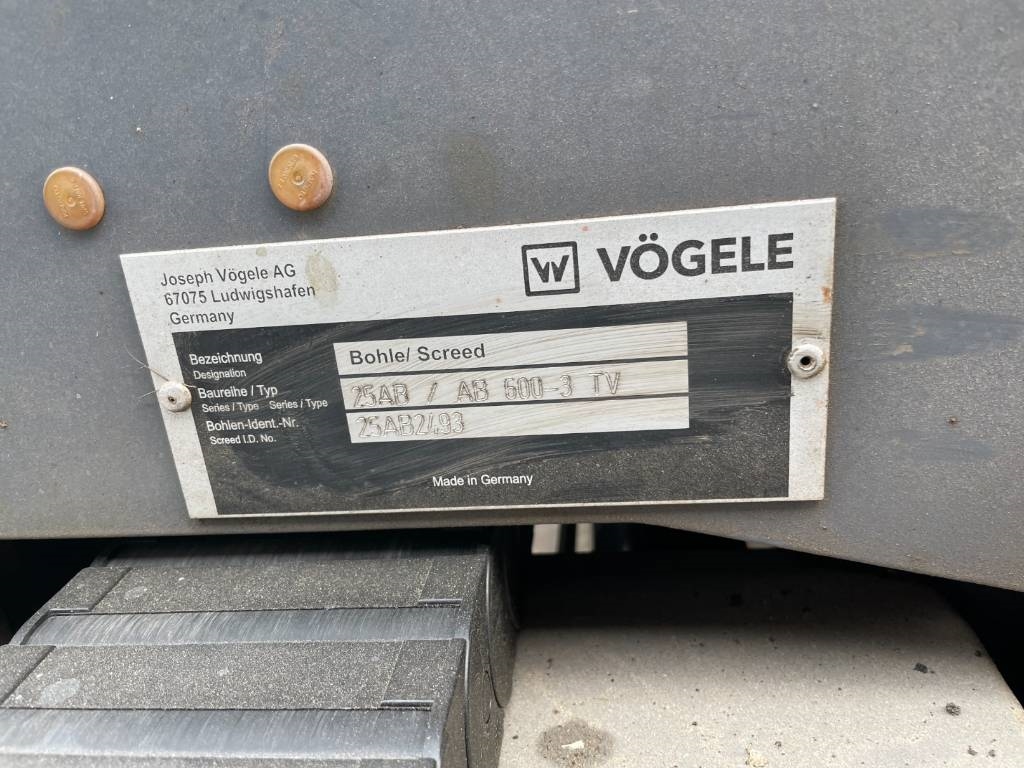 Joseph Vögele AG
67075 Ludwigshafen
Germany
VÖGELE
Bezeichnung
Designation
Bohle/ Screed
Baureihe / Typ
Series / Type Series / Type
25AB / AB 600-3 TV
Bohlen-Ident.-Nr.
Screed I.D. No.
25AB2493
Made in Germany